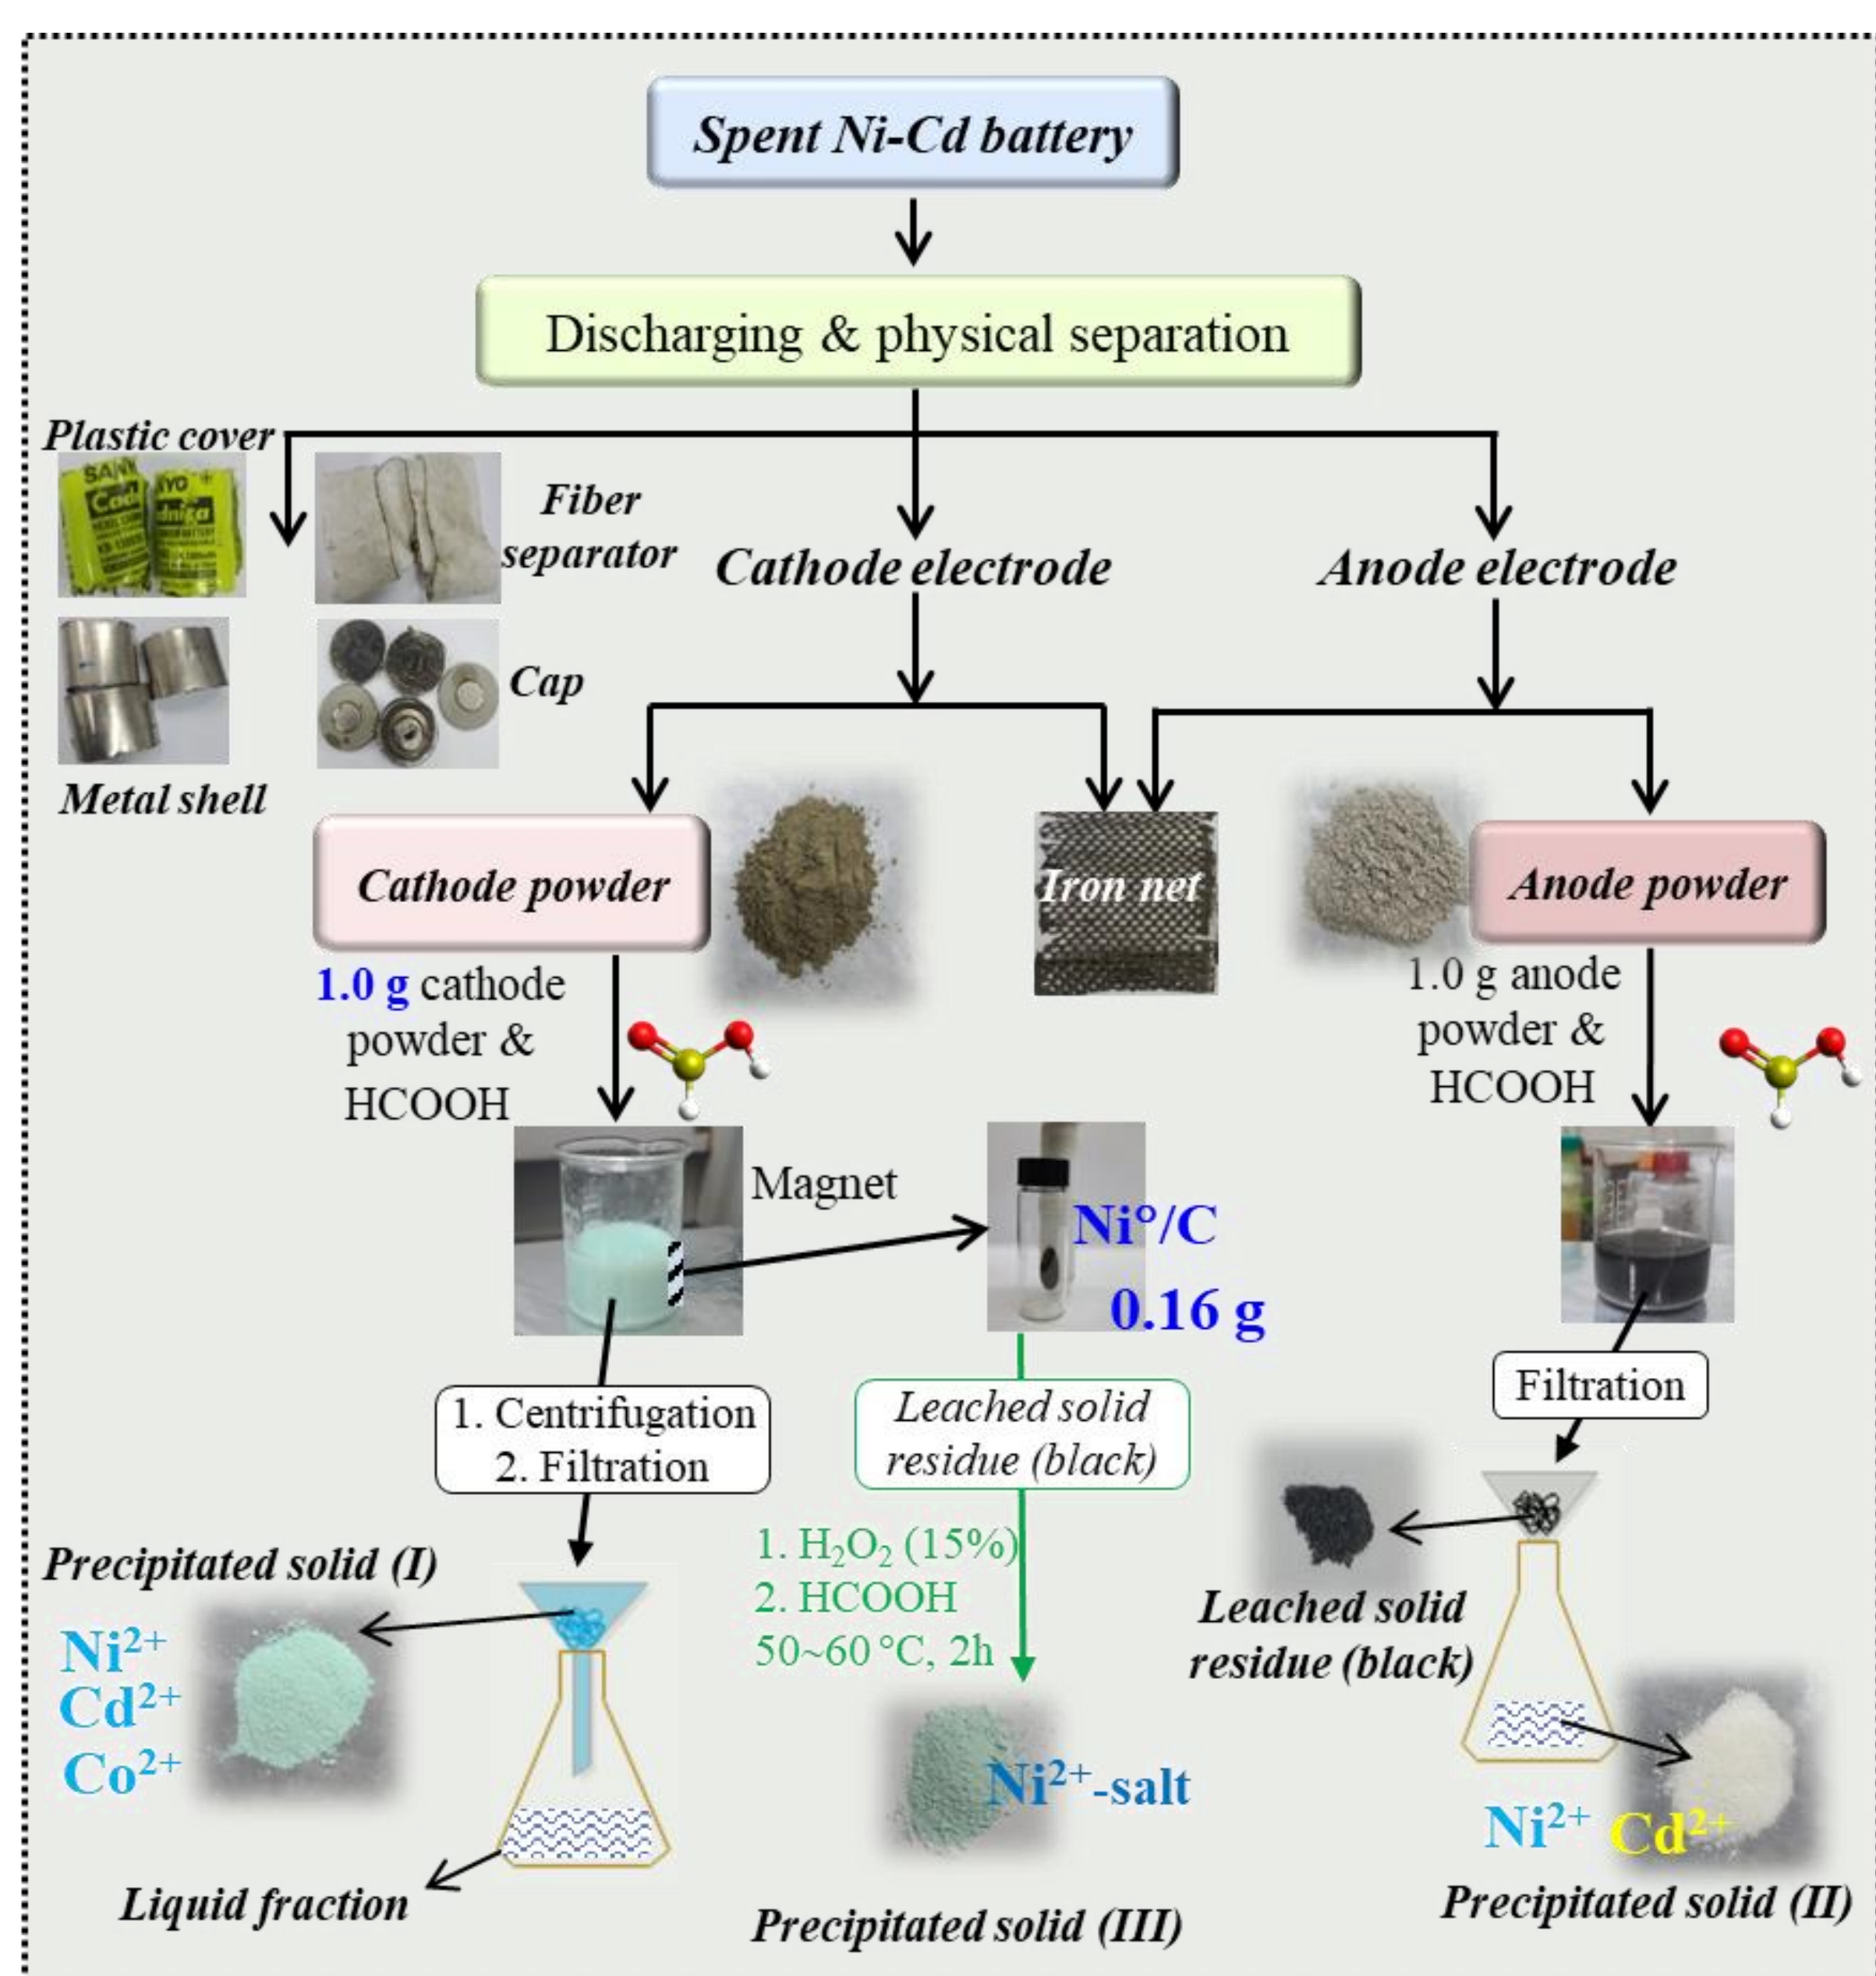 Spent Ni-Cd battery
Discharging & physical separation
Plastic cover
Fiber
separator
Metal shell
Cap
Cathode electrode
Anode electrode
Cathode powder
Iron net
Anode powder
1.0 g cathode
powder &
HCOOH
1.0 g anode
powder &
HCOOH
Magnet
Ni°/C
0.16 g
1. Centrifugation
2. Filtration
Leached solid
residue (black)
Filtration
1. H₂O₂ (15%)
2. HCOOH
50~60 °C, 2h
Precipitated solid (I)
Ni²⁺
Cd²⁺
Co²⁺
Liquid fraction
Ni²⁺-salt
Precipitated solid (III)
Leached solid
residue (black)
Ni²⁺ Cd²⁺
Precipitated solid (II)